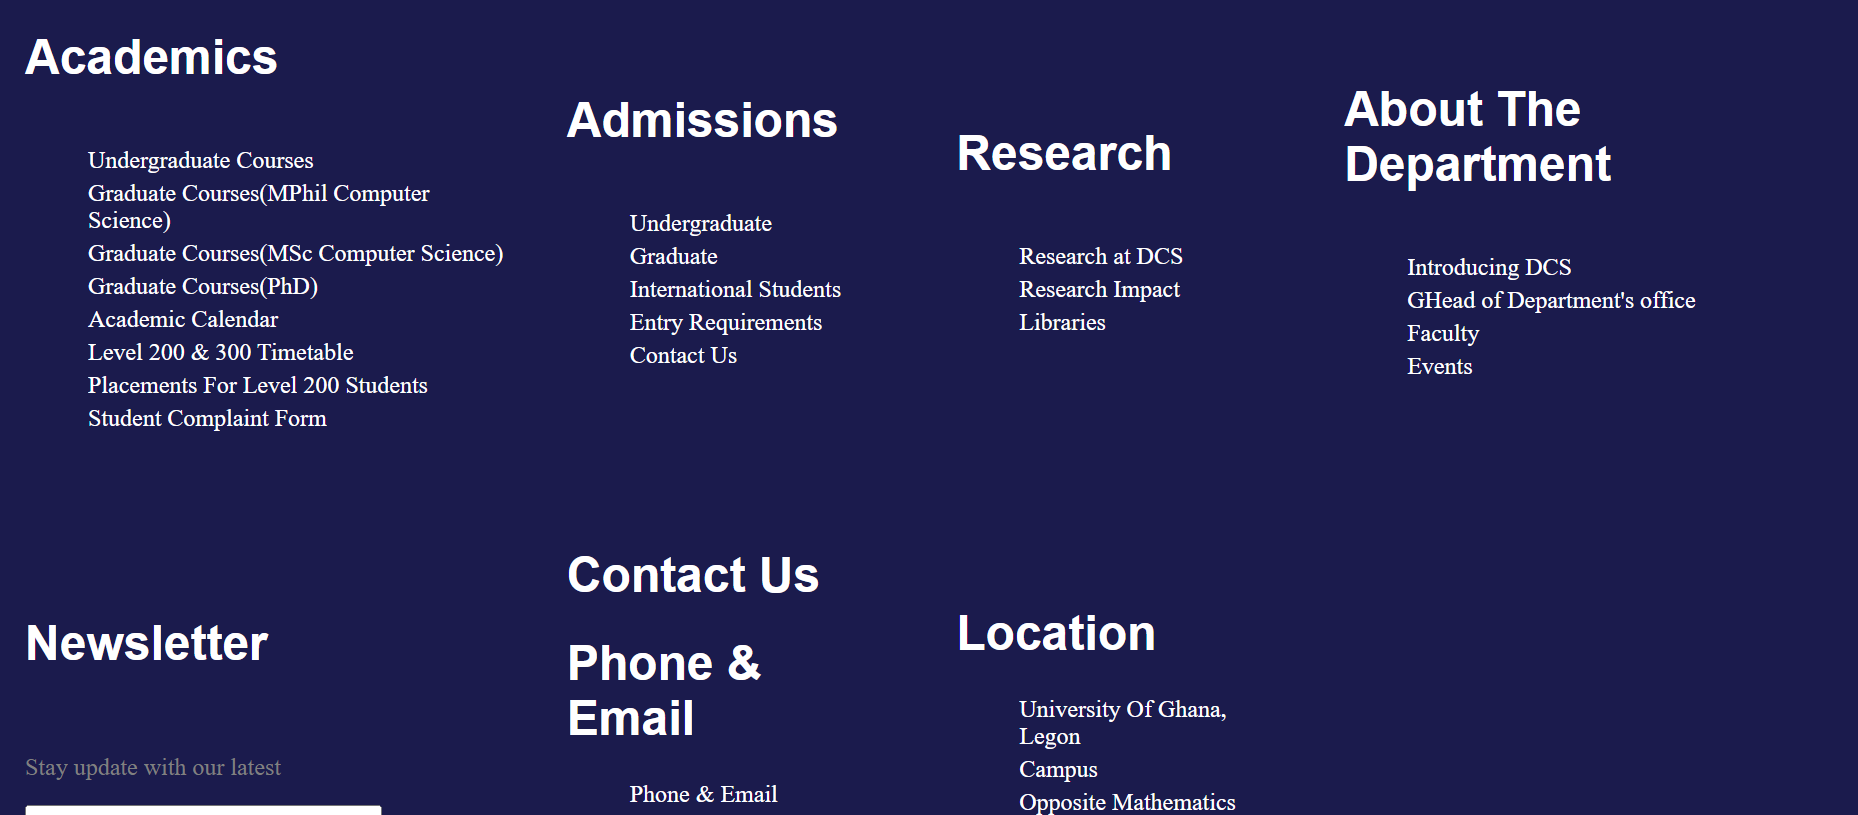 Academics
Undergraduate Courses
Graduate Courses(MPhil Computer
Science)
Graduate Courses(MSc Computer Science)
Graduate Courses(PhD)
Academic Calendar
Level 200 & 300 Timetable
Placements For Level 200 Students
Student Complaint Form
Admissions
Undergraduate
Graduate
International Students
Entry Requirements
Contact Us
Research
Research at DCS
Research Impact
Libraries
About The
Department
Introducing DCS
GHead of Department's office
Faculty
Events
Newsletter
Stay update with our latest
Contact Us
Phone &
Email
Phone & Email
Location
University Of Ghana,
Legon
Campus
Opposite Mathematics